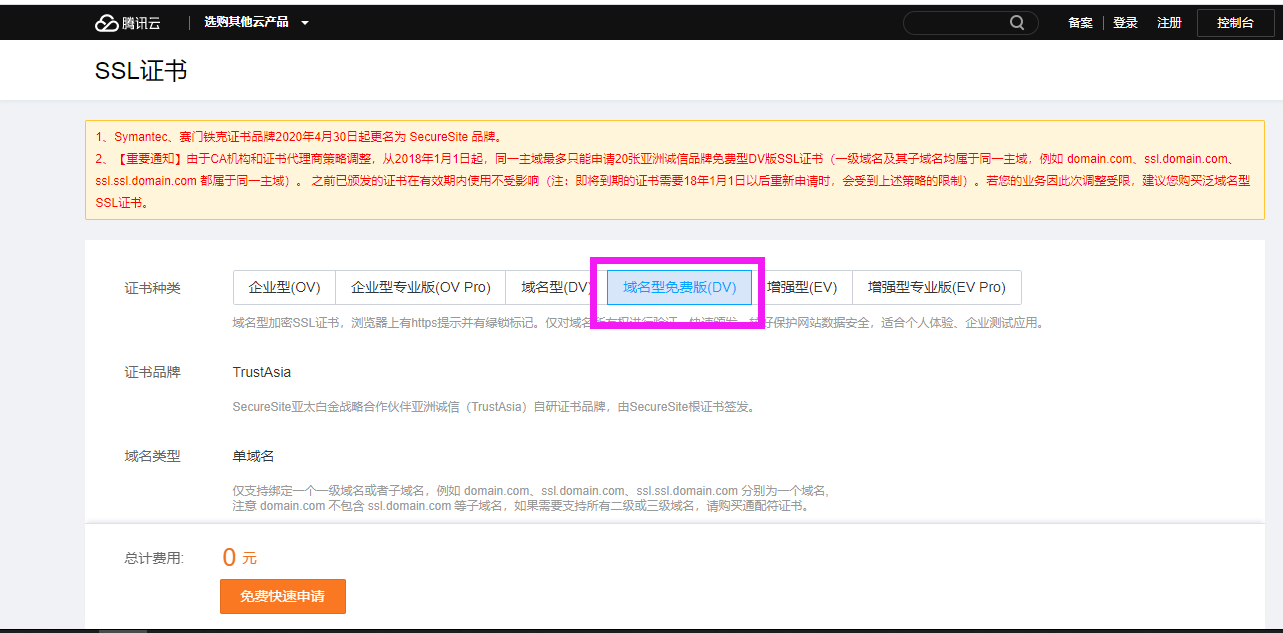 腾讯云 选购其他云产品 备案 登录 注册 控制台
SSL证书
1、Symantec、赛门铁克证书品牌2020年4月30日起更名为 SecureSite 品牌。
2、【重要通知】由于CA机构和证书代理商策略调整，从2018年1月1日起，同一主域最多只能申请20张亚洲诚信品牌免费型DV版SSL证书（一级域名及其子域名均属于同一主域，例如 domain.com、ssl.domain.com、
ssl.ssl.domain.com 都属于同一主域）。之前已颁发的证书在有效期内使用不受影响（注：即将到期的证书需要18年1月1日以后重新申请时，会受到上述策略的限制）。若您的业务因此次调整受限，建议您购买泛域名型
SSL证书。
证书种类 企业型(OV) 企业型专业版(OV Pro) 域名型(DV) 域名型免费版(DV) 增强型(EV) 增强型专业版(EV Pro)
域名型加密SSL证书，浏览器上有https提示并有绿锁标记。仅对域名所有权进行验证，快速颁发，较好保护网站数据安全，适合个人体验、企业测试应用。
证书品牌 TrustAsia
SecureSite亚太白金战略合作伙伴亚洲诚信（TrustAsia）自研证书品牌，由SecureSite根证书签发。
域名类型 单域名
仅支持绑定一个一级域名或者子域名，例如 domain.com、ssl.domain.com、ssl.ssl.domain.com 分别为一个域名，
注意 domain.com 不包含 ssl.domain.com 等子域名，如果需要支持所有二级或三级域名，请购买通配符证书。
总计费用: 0 元
免费快速申请